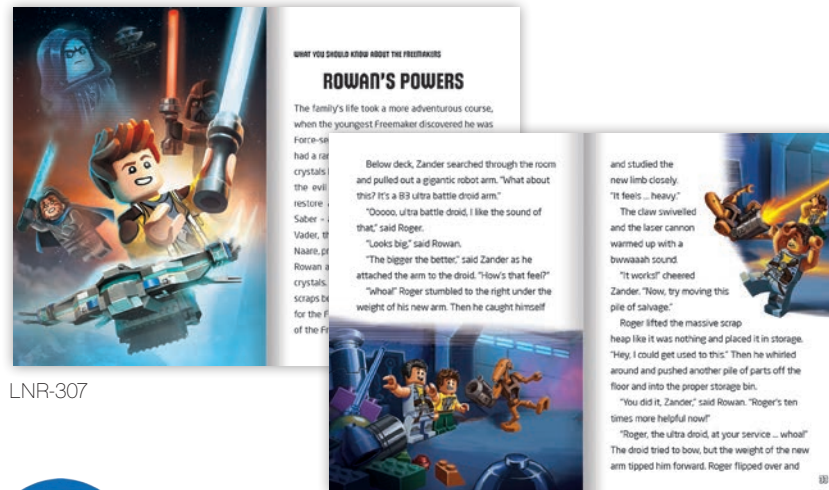 WHAT YOU SHOULD KNOW ABOUT THE FREEMAKERS
ROWAN'S POWERS
The family's life took a more adventurous course,
when the youngest Freemaker discovered he was
Force-se
had a rar
crystals
the evil
restore
Saber – a
Vader, th
Naare, pr
Rowan a
crystals.
scraps be
for the F
of the Fr
LNR-307
Below deck, Zander searched through the room
and pulled out a gigantic robot arm. "What about
this? It's a B3 ultra battle droid arm."
"Ooooo, ultra battle droid, I like the sound of
that," said Roger.
"Looks big," said Rowan.
"The bigger the better," said Zander as he
attached the arm to the droid. "How's that feel?"
"Whoa!" Roger stumbled to the right under the
weight of his new arm. Then he caught himself
and studied the
new limb closely.
"It feels ... heavy."
The claw swivelled
and the laser cannon
warmed up with a
bwwaaah sound.
"It works!" cheered
Zander. "Now, try moving this
pile of salvage."
Roger lifted the massive scrap
heap like it was nothing and placed it in storage.
"Hey, I could get used to this." Then he whirled
around and pushed another pile of parts off the
floor and into the proper storage bin.
"You did it, Zander," said Rowan. "Roger's ten
times more helpful now!"
"Roger, the ultra droid, at your service ... whoa!"
The droid tried to bow, but the weight of the new
arm tipped him forward. Roger flipped over and